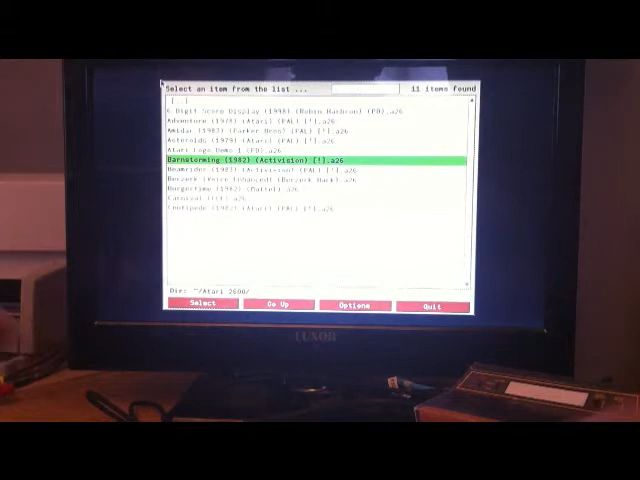 Select an item from the list ...
11 items found
[..]
6 Digit Score Display (1998) (Robin Harbron) (PD).a26
Adventure (1978) (Atari) (PAL) [!].a26
Amidar (1983) (Parker Bros) (PAL) [!].a26
Asteroids (1979) (Atari) (PAL) [!].a26
Atari Logo Demo 1 (PD).a26
Barnstorming (1982) (Activision) [!].a26
Beamrider (1983) (Activision) (PAL) [!].a26
Berzerk (Voice Enhanced) (Berzerk Hack).a26
Burgertime (1982) (Mattel).a26
Carnival .a26
Centipede (1982) (Atari) (PAL) [!].a26
Dir: ~/Atari 2600/
Select
Go Up
Options
Quit
LUXOR